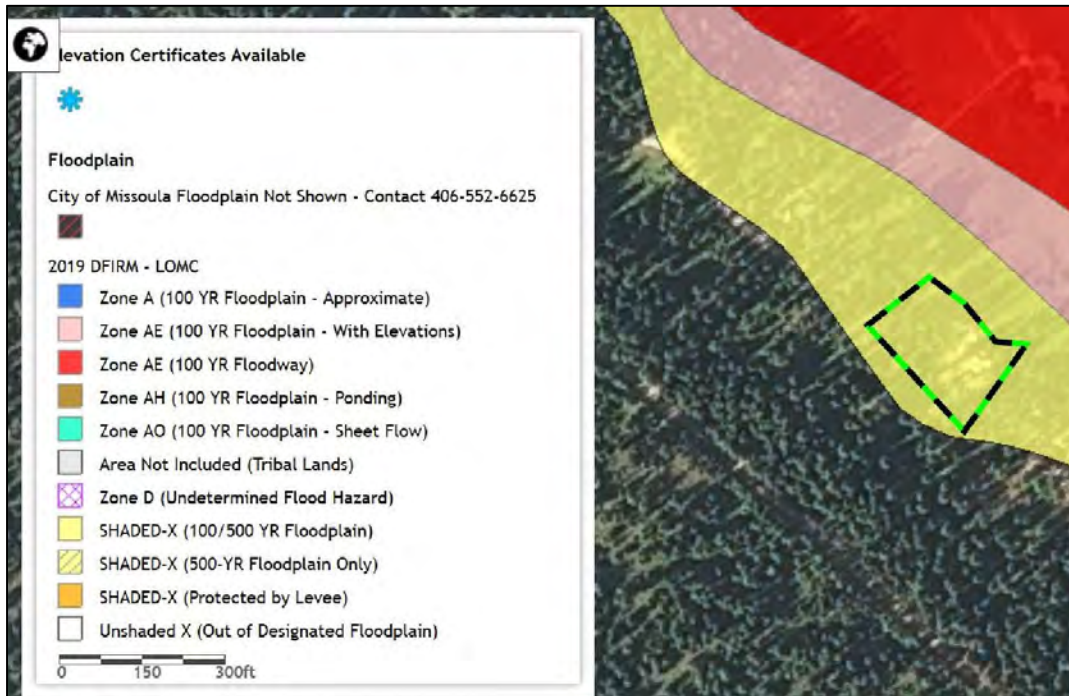 levation Certificates Available
Floodplain
City of Missoula Floodplain Not Shown - Contact 406-552-6625
2019 DFIRM - LOMC
Zone A (100 YR Floodplain - Approximate)
Zone AE (100 YR Floodplain - With Elevations)
Zone AE (100 YR Floodway)
Zone AH (100 YR Floodplain - Ponding)
Zone AO (100 YR Floodplain - Sheet Flow)
Area Not Included (Tribal Lands)
Zone D (Undetermined Flood Hazard)
SHADED-X (100/500 YR Floodplain)
SHADED-X (500-YR Floodplain Only)
SHADED-X (Protected by Levee)
Unshaded X (Out of Designated Floodplain)
0 150 300ft